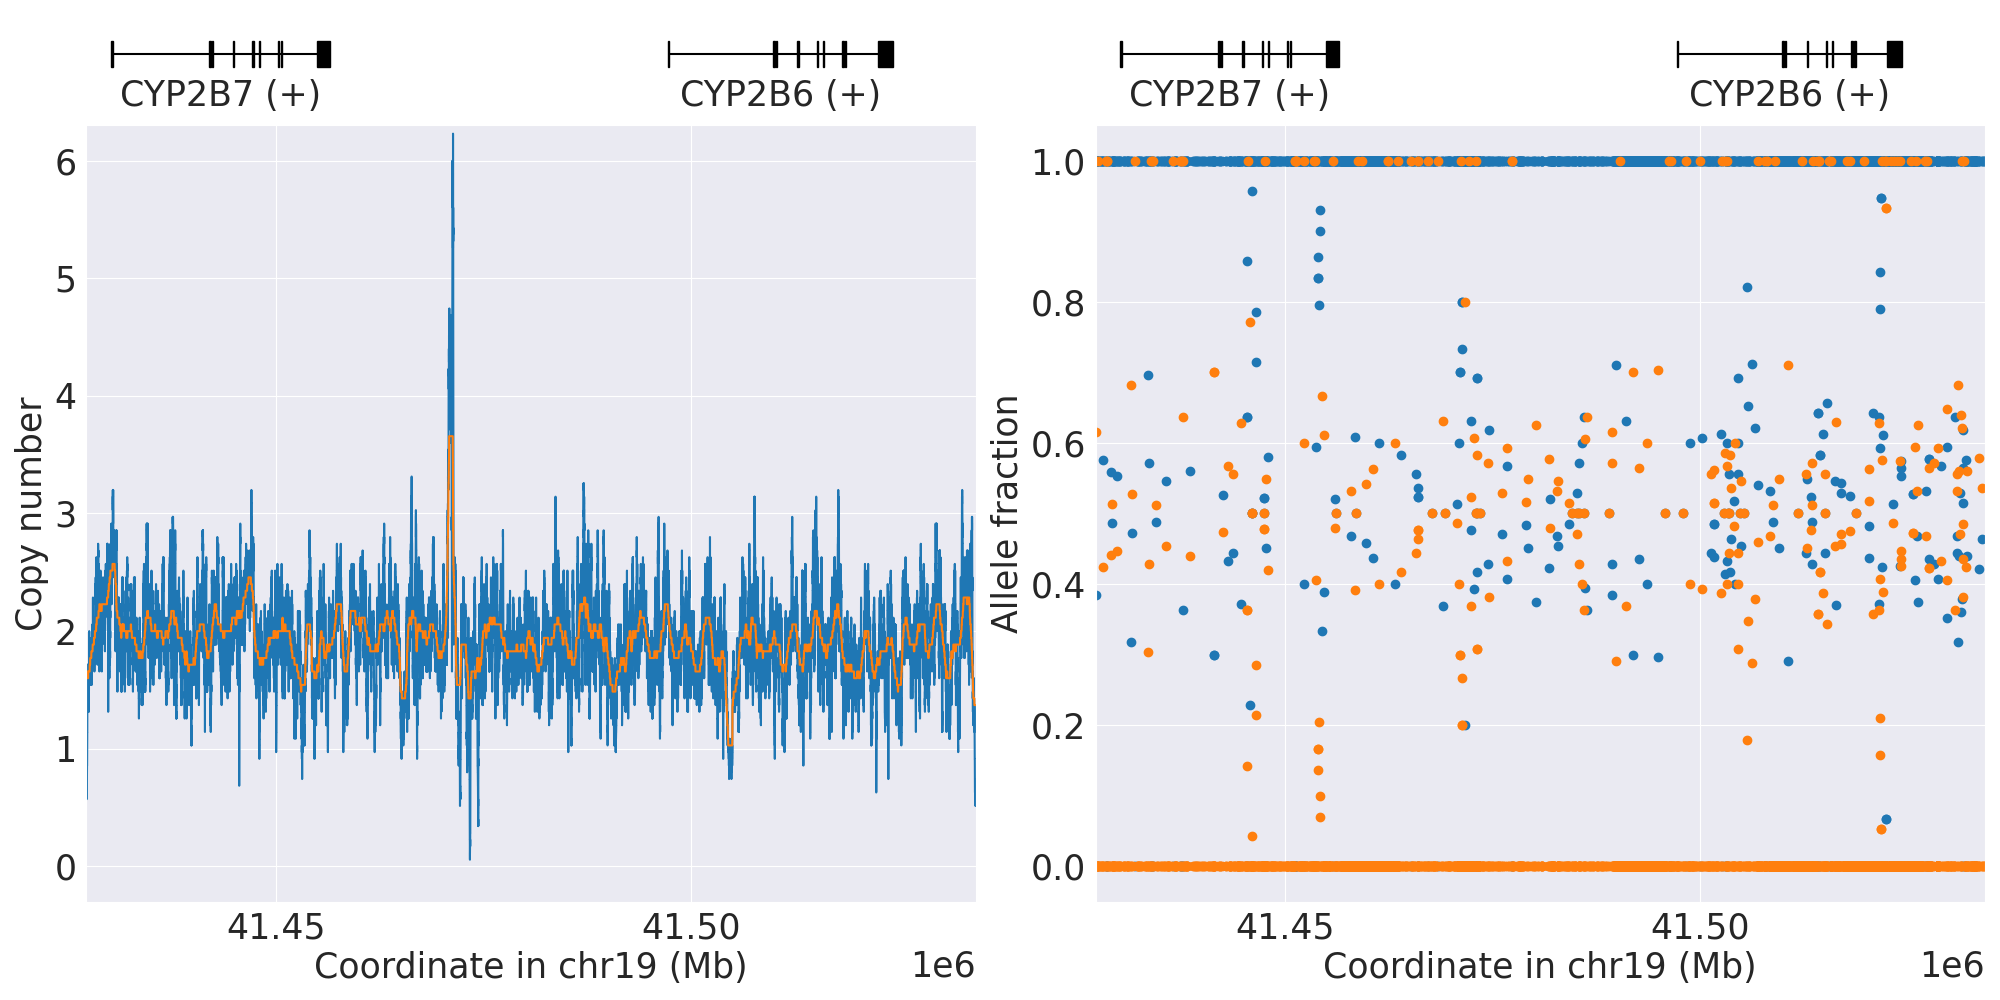 CYP2B7 (+)
CYP2B6 (+)
Copy number
6
5
4
3
2
1
0
41.45
41.50
Coordinate in chr19 (Mb)
1e6
CYP2B7 (+)
CYP2B6 (+)
Allele fraction
1.0
0.8
0.6
0.4
0.2
0.0
41.45
41.50
Coordinate in chr19 (Mb)
1e6